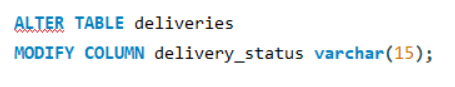 ALTER TABLE deliveries
MODIFY COLUMN delivery_status varchar(15);